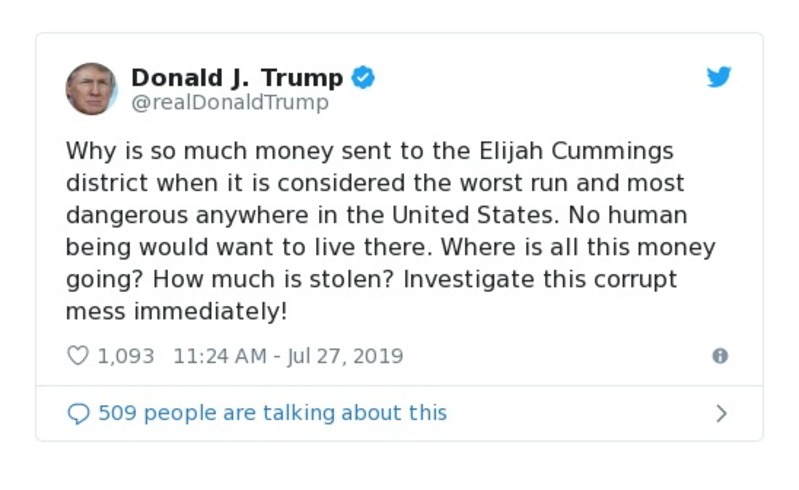 Donald J. Trump
@realDonaldTrump
Why is so much money sent to the Elijah Cummings
district when it is considered the worst run and most
dangerous anywhere in the United States. No human
being would want to live there. Where is all this money
going? How much is stolen? Investigate this corrupt
mess immediately!
1,093 11:24 AM - Jul 27, 2019
509 people are talking about this